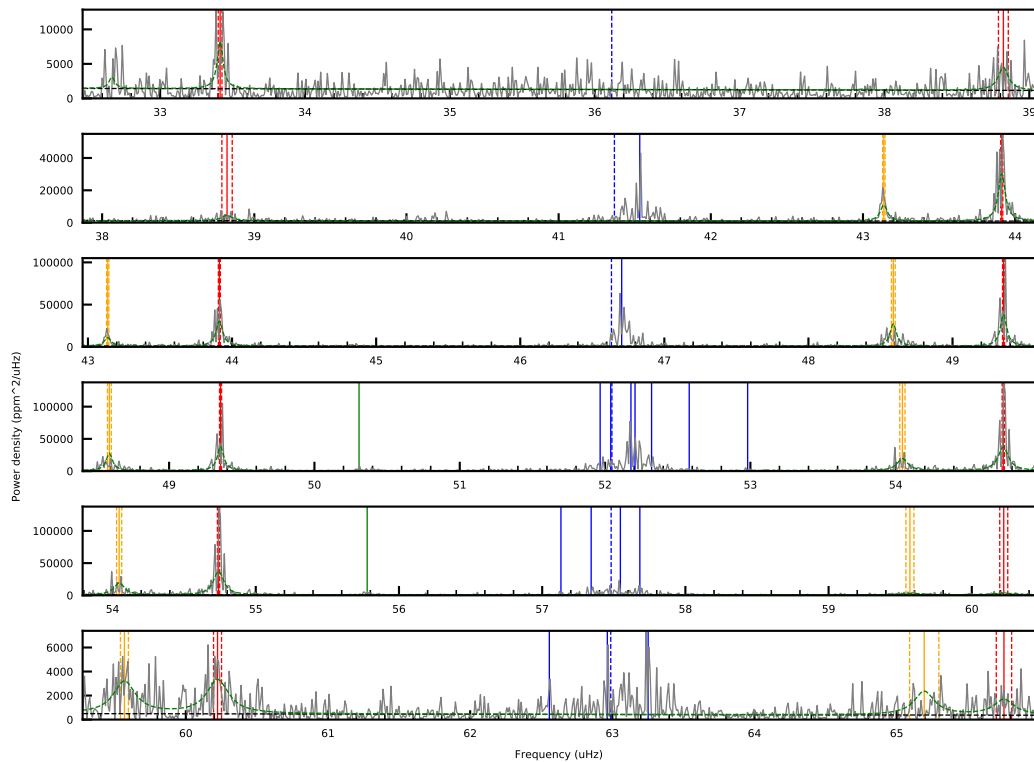 10000
5000
0
33 34 35 36 37 38 39
40000
20000
0
38 39 40 41 42 43 44
100000
50000
0
43 44 45 46 47 48 49
100000
50000
0
49 50 51 52 53 54
100000
50000
0
54 55 56 57 58 59 60
6000
4000
2000
0
60 61 62 63 64 65
Power density (ppm^2/uHz)
Frequency (uHz)